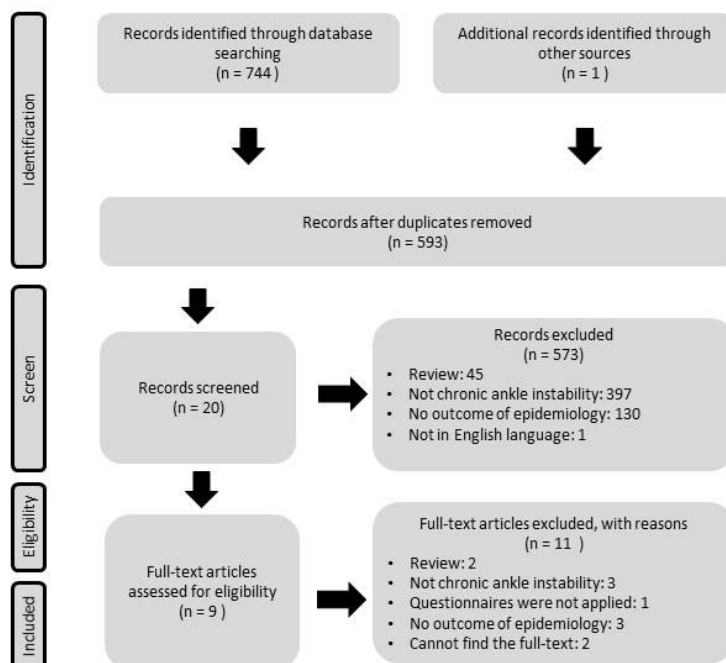 Records identified through database
searching
(n = 744 )
Additional records identified through
other sources
(n = 1 )
Identification
Records after duplicates removed
(n = 593)
Screen
Records screened
(n = 20)
Records excluded
(n = 573)
• Review: 45
• Not chronic ankle instability: 397
• No outcome of epidemiology: 130
• Not in English language: 1
Eligibility
Full-text articles
assessed for eligibility
(n = 9 )
Full-text articles excluded, with reasons
(n = 11 )
• Review: 2
• Not chronic ankle instability: 3
• Questionnaires were not applied: 1
• No outcome of epidemiology: 3
• Cannot find the full-text: 2
Included